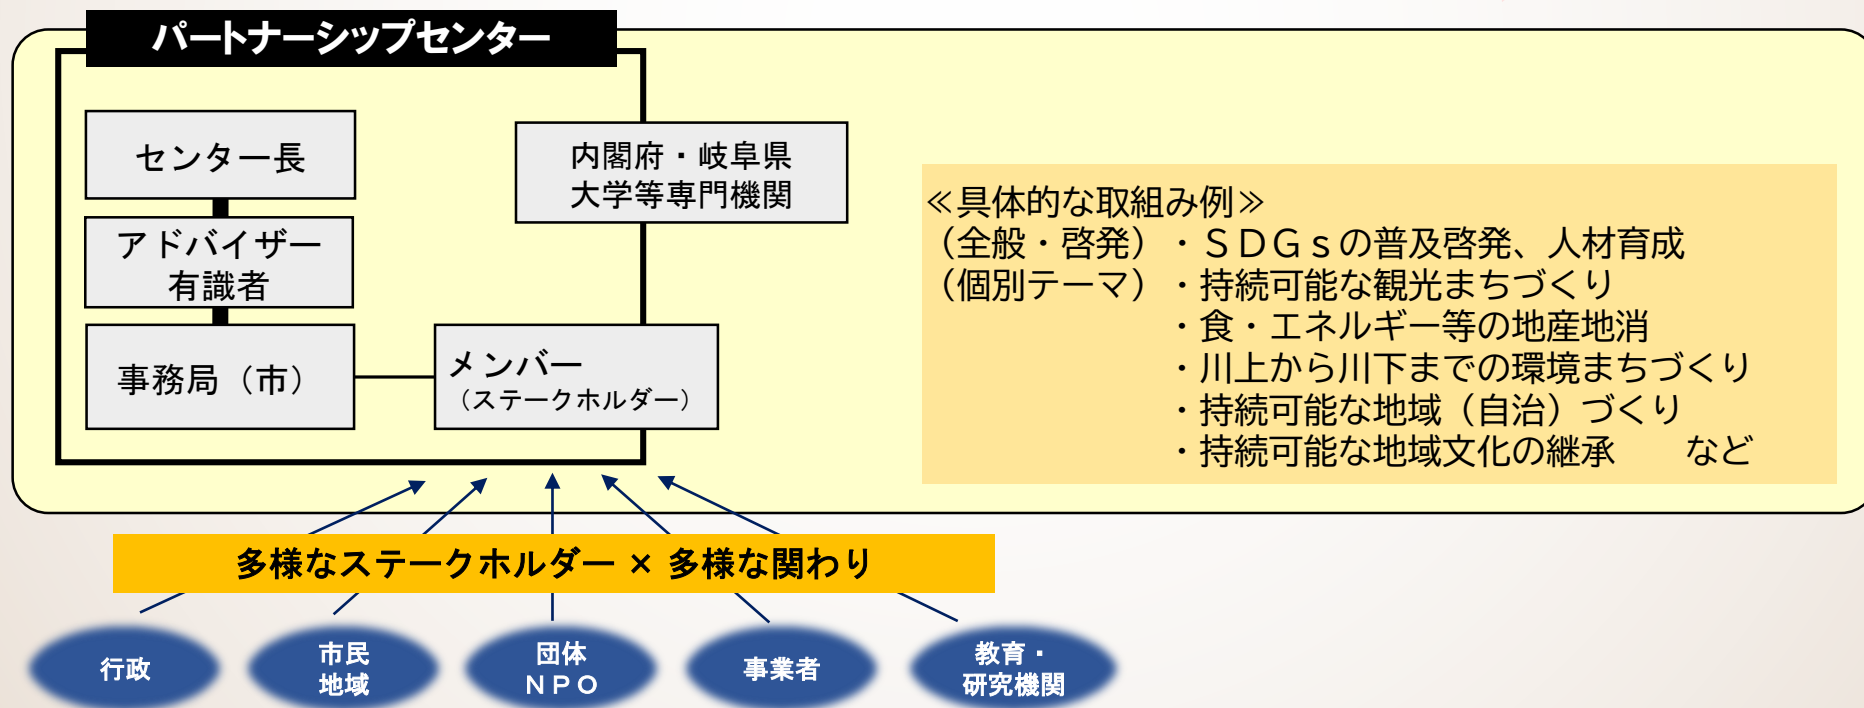 パートナーシップセンター
センター長
アドバイザー
有識者
事務局（市）
内閣府・岐阜県
大学等専門機関
メンバー
（ステークホルダー）
≪具体的な取組み例≫
（全般・啓発）・ＳＤＧｓの普及啓発、人材育成
（個別テーマ）・持続可能な観光まちづくり
・食・エネルギー等の地産地消
・川上から川下までの環境まちづくり
・持続可能な地域（自治）づくり
・持続可能な地域文化の継承　　など
多様なステークホルダー × 多様な関わり
行政
市民
地域
団体
ＮＰＯ
事業者
教育・
研究機関